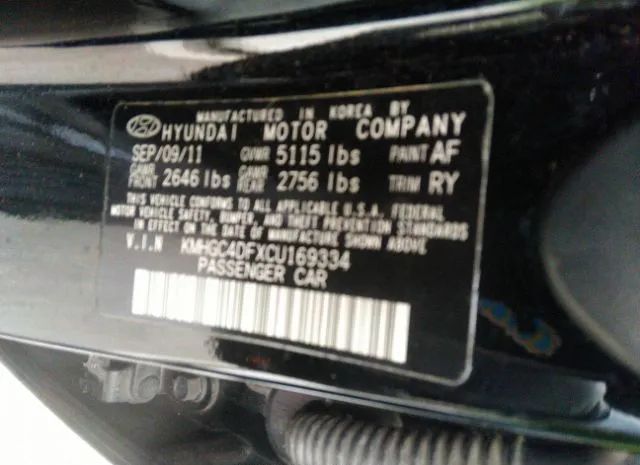 MANUFACTURED IN KOREA BY
HYUNDAI MOTOR COMPANY
SEP/09/11 GVWR 5115 lbs PAINT AF
GAWR FRONT 2646 lbs GAWR REAR 2756 lbs TRIM RY
THIS VEHICLE CONFORMS TO ALL APPLICABLE U.S.A. FEDERAL
MOTOR VEHICLE SAFETY, BUMPER, AND THEFT PREVENTION STANDARDS
IN EFFECT ON THE DATE OF MANUFACTURE SHOWN ABOVE.
V.I.N KMHGC4DFXCU169334
PASSENGER CAR